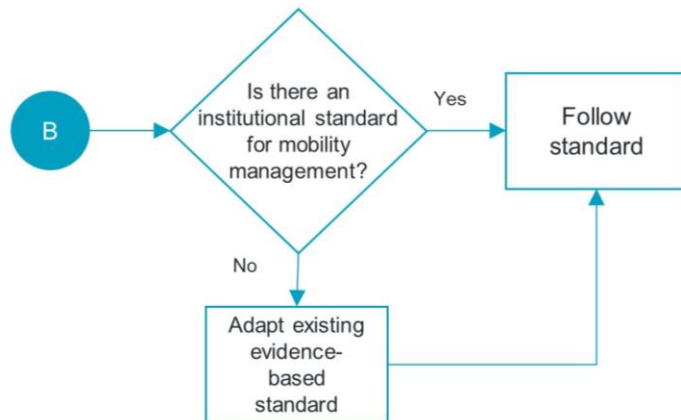 B
Is there an
institutional standard
for mobility
management?
Yes
Follow
standard
No
Adapt existing
evidence-
based
standard